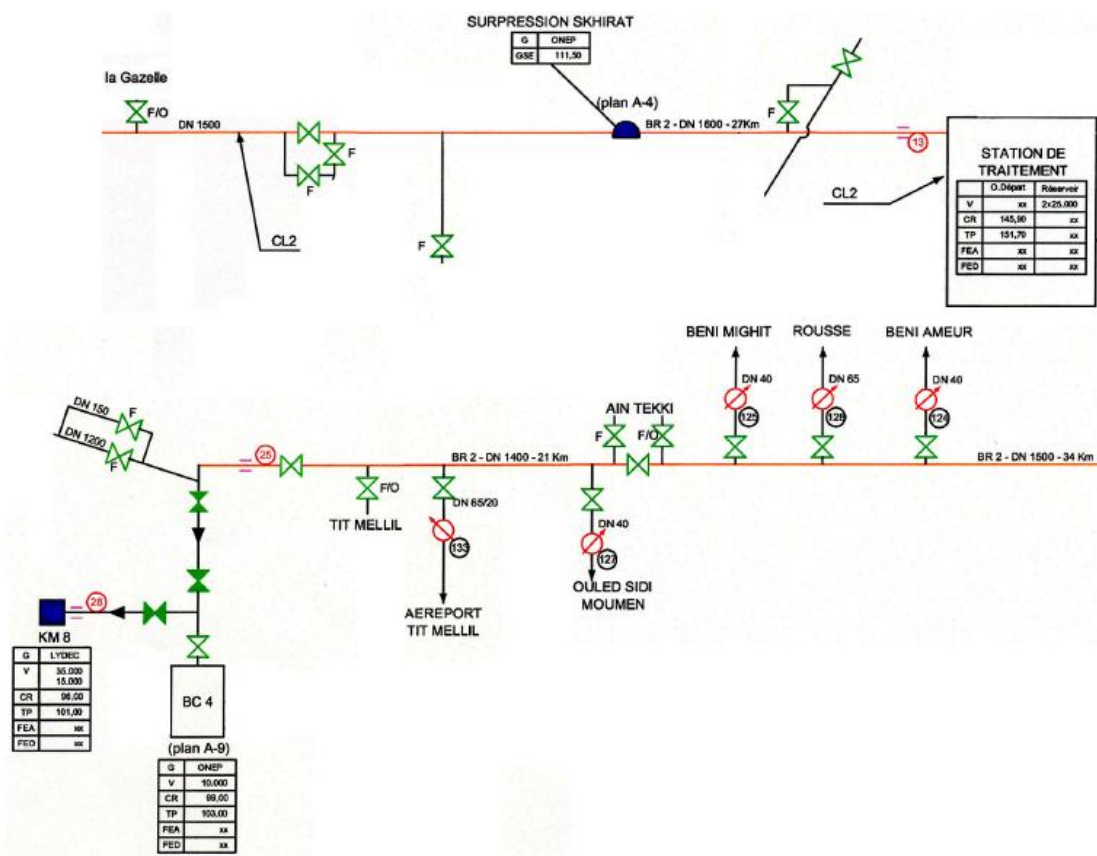 SURPRESSION SKHIRAT
G ONEP
GSE 111,50
la Gazelle
F/O
DN 1500
F
F
CL2
F
(plan A-4)
BR 2 - DN 1600 - 27Km
F
13
CL2
STATION DE
TRAITEMENT
O.Départ Réservoir
V xx 2x25.000
CR 145,90 xx
TP 151,70 xx
FEA xx xx
FED xx xx
BENI MIGHIT
ROUSSE
BENI AMEUR
DN 40
DN 65
DN 40
125
128
124
DN 150
F
DN 1200
F
25
BR 2 - DN 1400 - 21 Km
AIN TEKKI
F
F/O
BR 2 - DN 1500 - 34 Km
F/O
TIT MELLIL
DN 65/20
133
AEREPORT
TIT MELLIL
DN 40
127
OULED SIDI
MOUMEN
28
KM 8
G LYDEC
V 35.000
15.000
CR 96,00
TP 101,00
FEA xx
FED xx
BC 4
(plan A-9)
G ONEP
V 10.000
CR 99,00
TP 103,00
FEA xx
FED xx